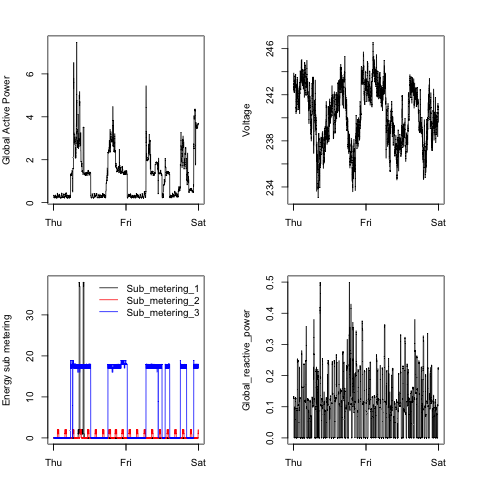 Global Active Power
0
2
4
6
Thu
Fri
Sat
Voltage
234
238
242
246
Thu
Fri
Sat
Energy sub metering
0
10
20
30
Sub_metering_1
Sub_metering_2
Sub_metering_3
Thu
Fri
Sat
Global_reactive_power
0.0
0.1
0.2
0.3
0.4
0.5
Thu
Fri
Sat